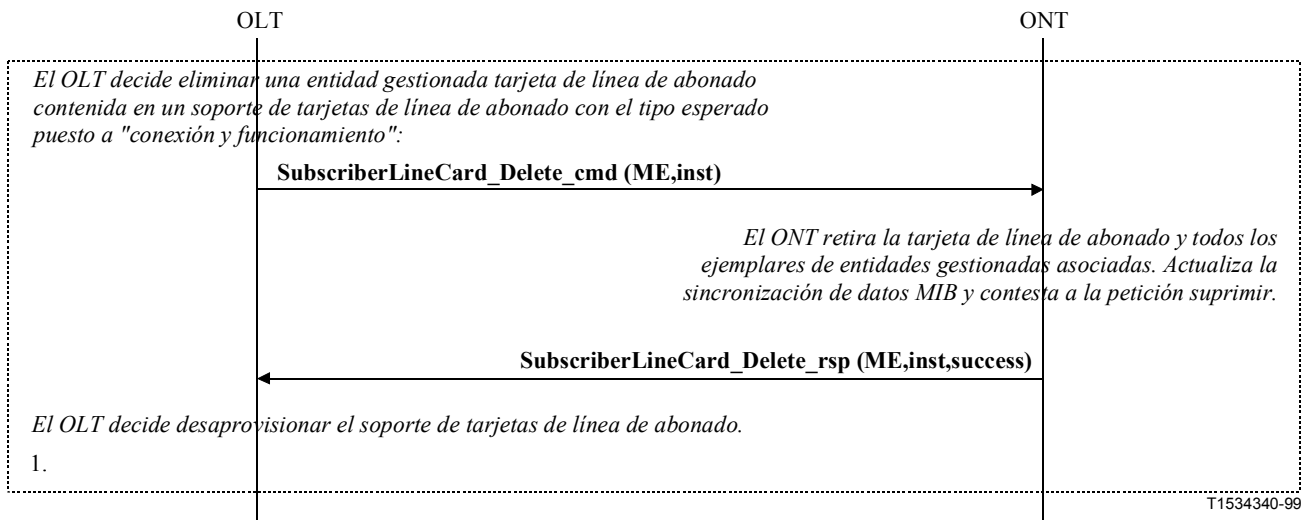 OLT
ONT
El OLT decide eliminar una entidad gestionada tarjeta de línea de abonado
contenida en un soporte de tarjetas de línea de abonado con el tipo esperado
puesto a "conexión y funcionamiento":
SubscriberLineCard_Delete_cmd (ME,inst)
El ONT retira la tarjeta de línea de abonado y todos los
ejemplares de entidades gestionadas asociadas. Actualiza la
sincronización de datos MIB y contesta a la petición suprimir.
SubscriberLineCard_Delete_rsp (ME,inst,success)
El OLT decide desaprovisionar el soporte de tarjetas de línea de abonado.
1.
T1534340-99